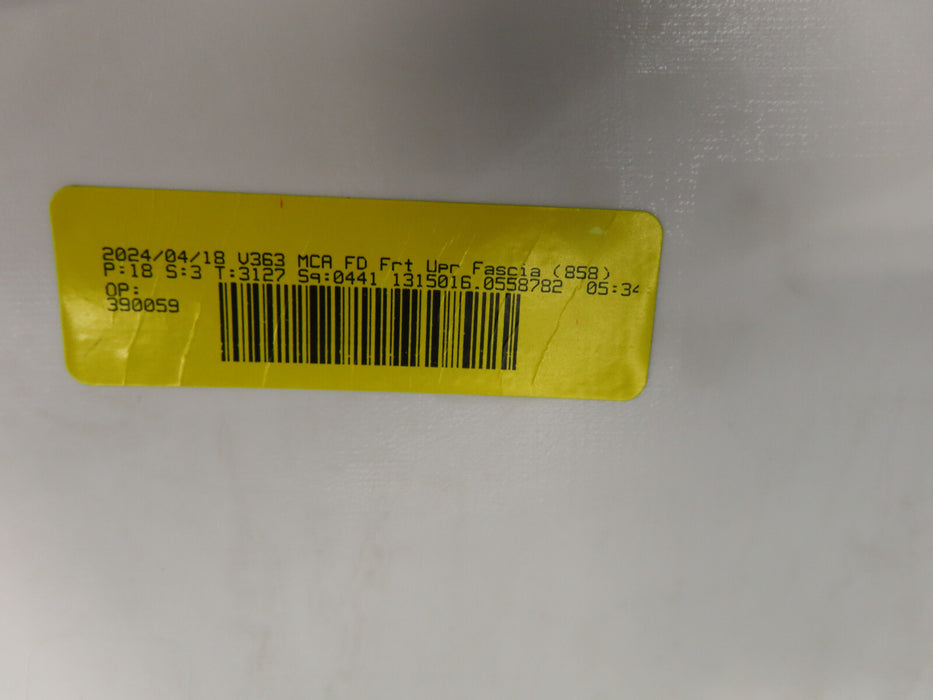 2024/04/18 V363 MCA FD Frt Upr Fascia (858)
P:18 S:3 T:3127 Sq:0441 1315016.0558782 05:34
OP:
390059